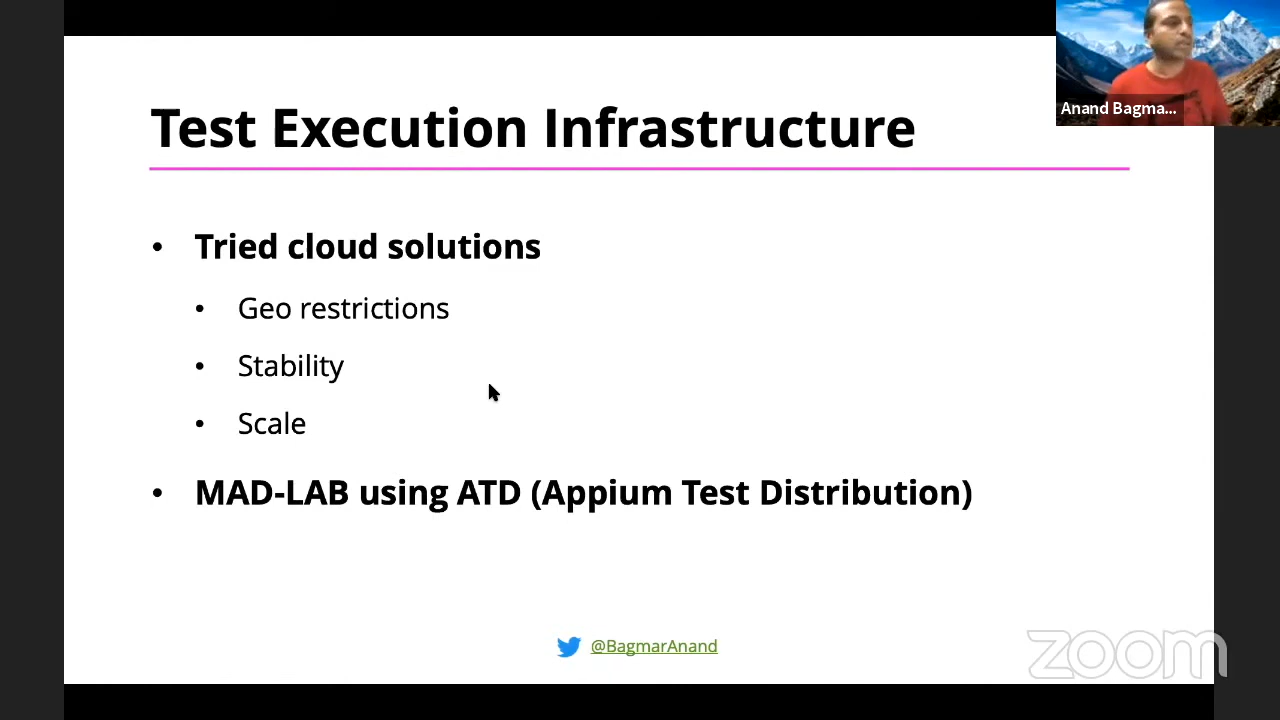 Test Execution Infrastructure
Anand Bagma...
• Tried cloud solutions
• Geo restrictions
• Stability
• Scale
• MAD-LAB using ATD (Appium Test Distribution)
@BagmarAnand
zoom